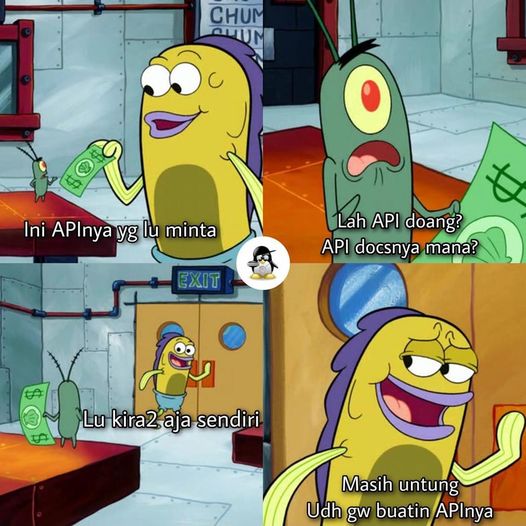 CHUM
CHUM
Ini APInya yg lu minta
Lah API doang?
API docsnya mana?
EXIT
Lu kira2 aja sendiri
Masih untung
Udh gw buatin APInya